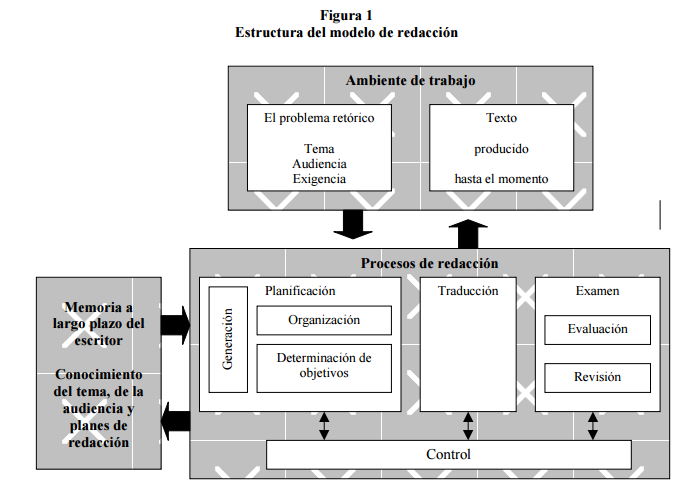 Figura 1
Estructura del modelo de redacción
Ambiente de trabajo
El problema retórico
Tema
Audiencia
Exigencia
Texto
producido
hasta el momento
Memoria a
largo plazo del
escritor
Conocimiento
del tema, de la
audiencia y
planes de
redacción
Procesos de redacción
Planificación
Generación
Organización
Determinación de
objetivos
Traducción
Examen
Evaluación
Revisión
Control